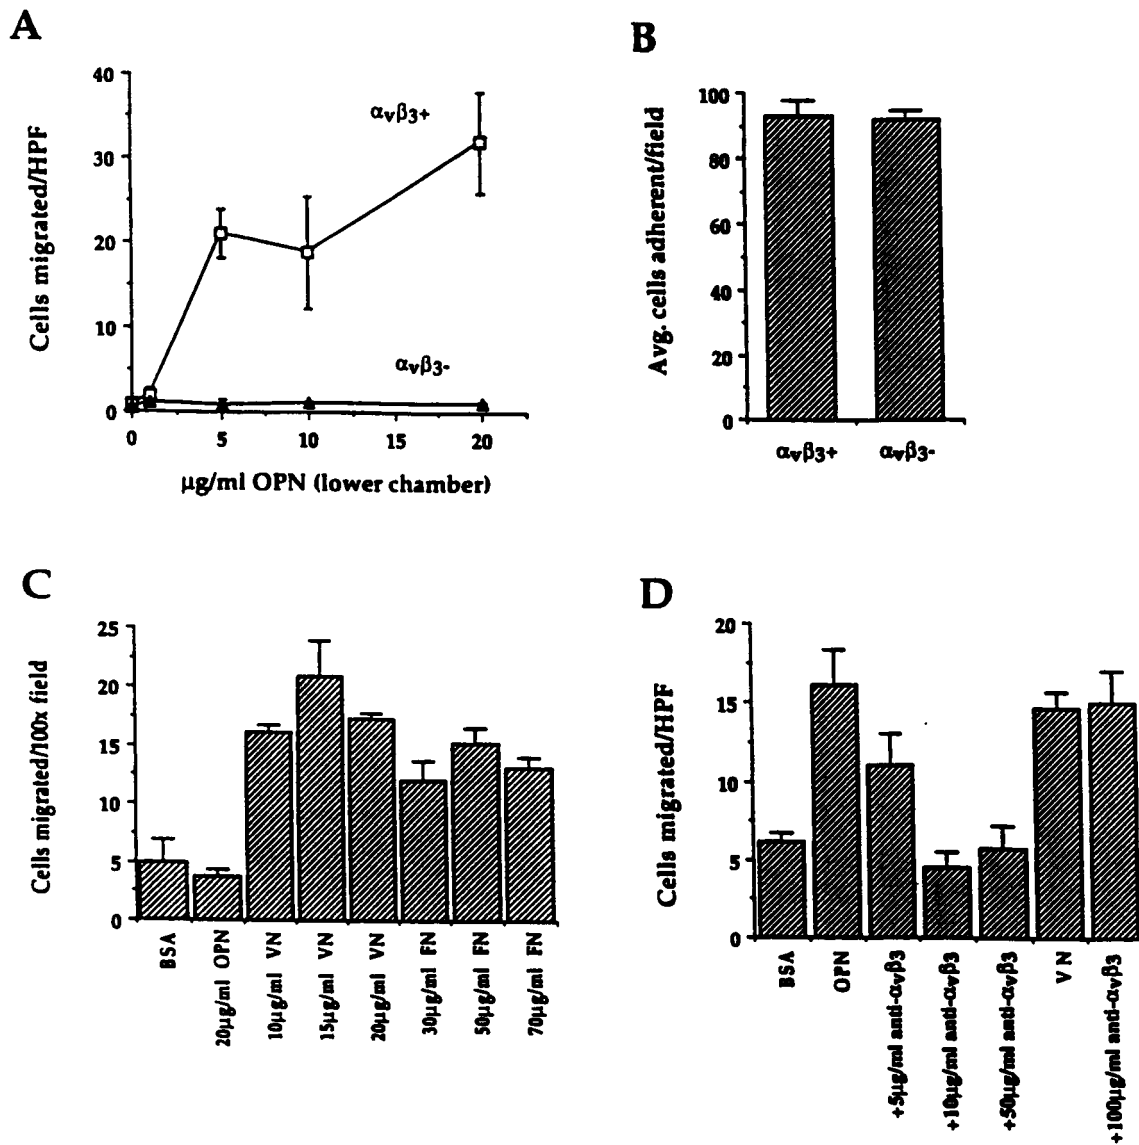 A
40
30
20
10
0
Cells migrated/HPF
αvβ3+
αvβ3-
0 5 10 15 20
μg/ml OPN (lower chamber)
B
100
80
60
40
20
0
Avg. cells adherent/field
αvβ3+ αvβ3-
C
25
20
15
10
5
0
Cells migrated/100x field
BSA
20μg/ml OPN
10μg/ml VN
15μg/ml VN
20μg/ml VN
30μg/ml FN
50μg/ml FN
70μg/ml FN
D
20
15
10
5
0
Cells migrated/HPF
BSA
OPN
+5μg/ml anti-αvβ3
+10μg/ml anti-αvβ3
+50μg/ml anti-αvβ3
VN
+100μg/ml anti-αvβ3